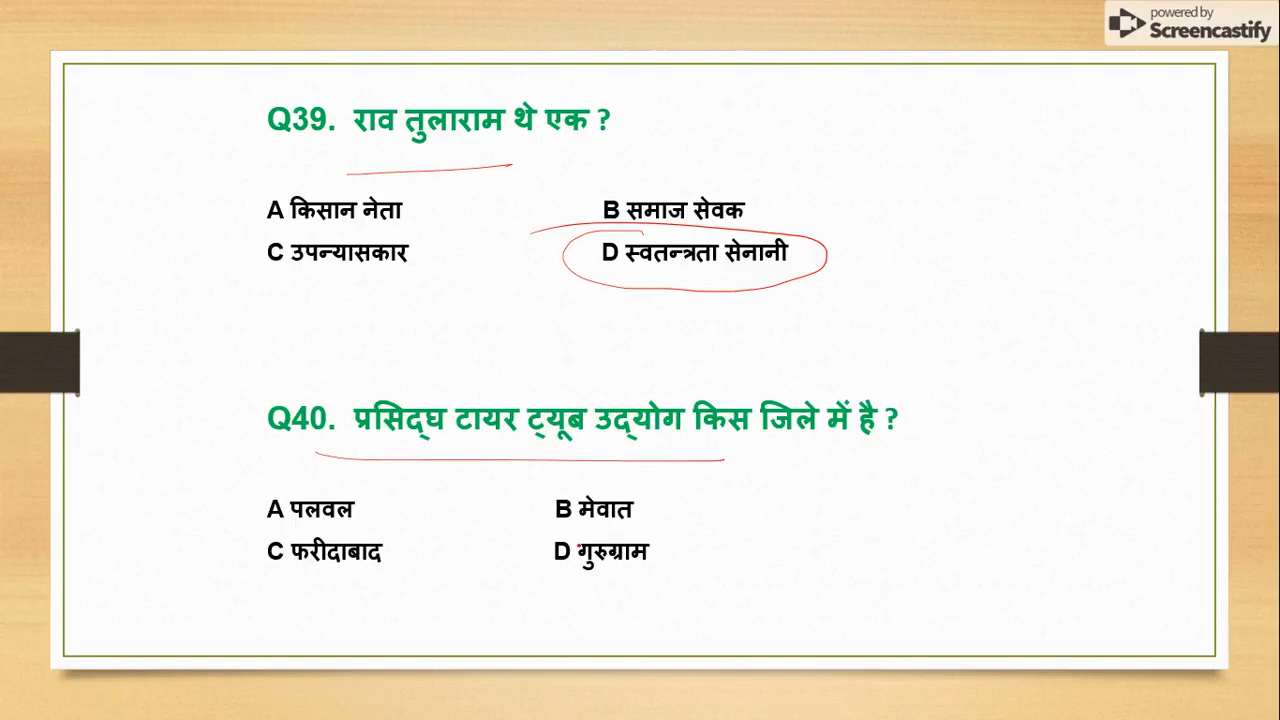 powered by
Screencastify
Q39. राव तुलाराम थे एक ?
A किसान नेता B समाज सेवक
C उपन्यासकार D स्वतन्त्रता सेनानी
Q40. प्रसिद्घ टायर ट्यूब उद्योग किस जिले में है ?
A पलवल B मेवात
C फरीदाबाद D गुरुग्राम